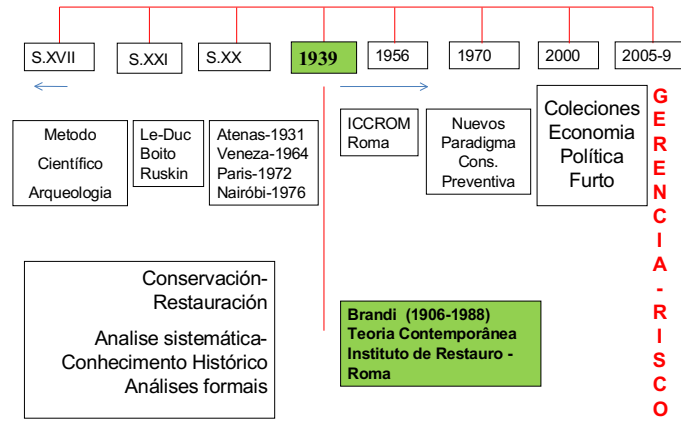 S.XVII
S.XXI
S.XX
1939
1956
1970
2000
2005-9
Metodo
Científico
Arqueologia
Le-Duc
Boito
Ruskin
Atenas-1931
Veneza-1964
Paris-1972
Nairóbi-1976
ICCROM
Roma
Nuevos
Paradigma
Cons.
Preventiva
Coleciones
Economia
Política
Furto
GERENCIA-RISCO
Conservación-
Restauración
Analise sistemática-
Conhecimento Histórico
Análises formais
Brandi (1906-1988)
Teoria Contemporânea
Instituto de Restauro -
Roma